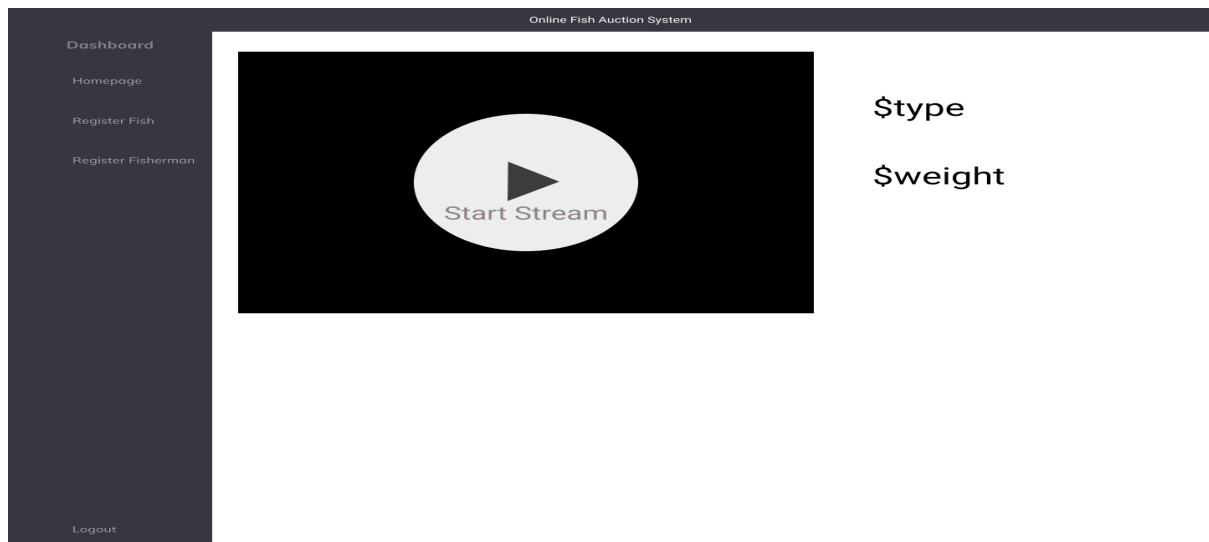 Online Fish Auction System
Dashboard
Homepage
Register Fish
Register Fisherman
Start Stream
$type
$weight
Logout